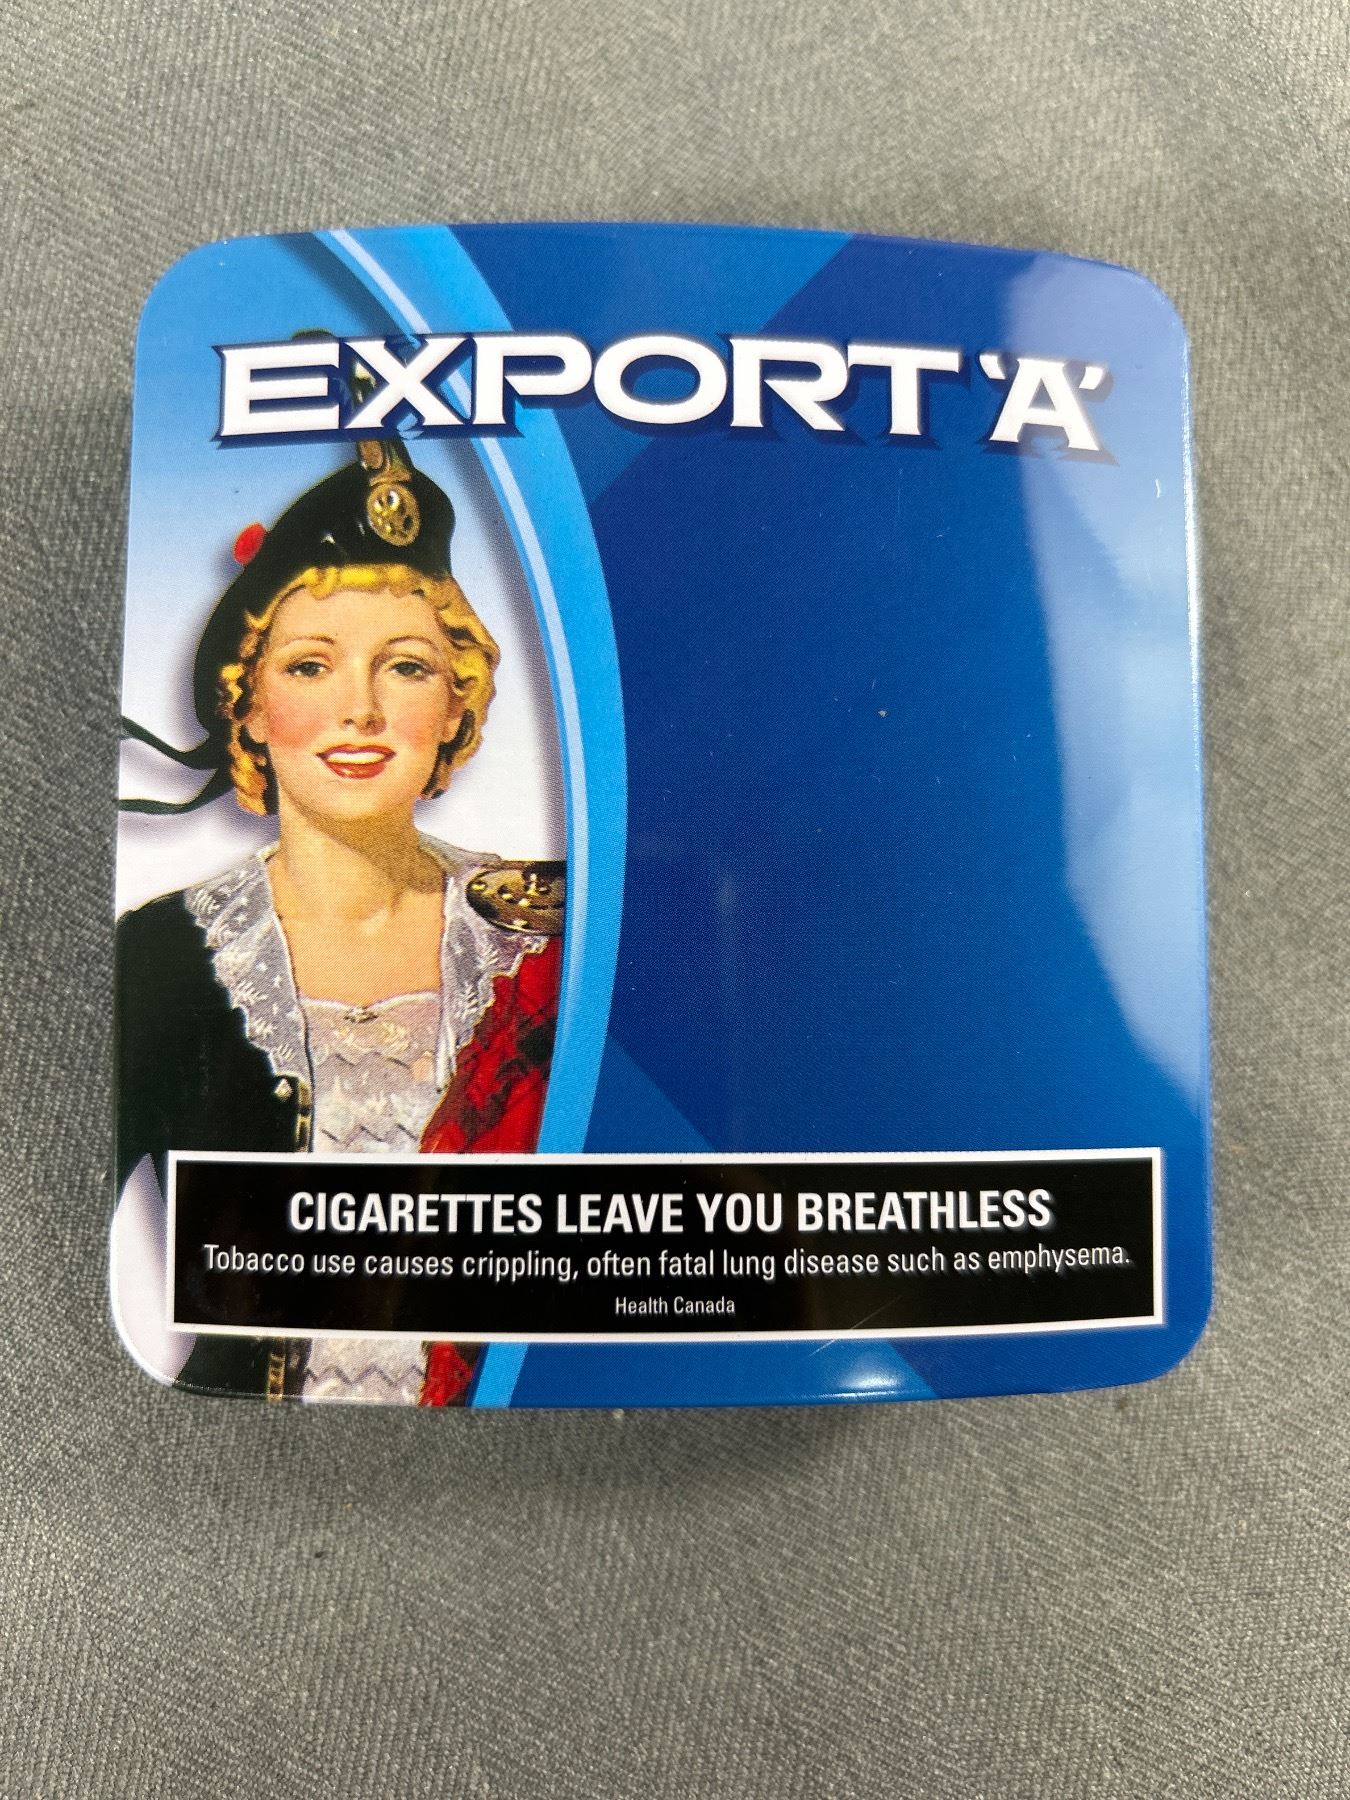 EXPORT 'A'
CIGARETTES LEAVE YOU BREATHLESS
Tobacco use causes crippling, often fatal lung disease such as emphysema.
Health Canada